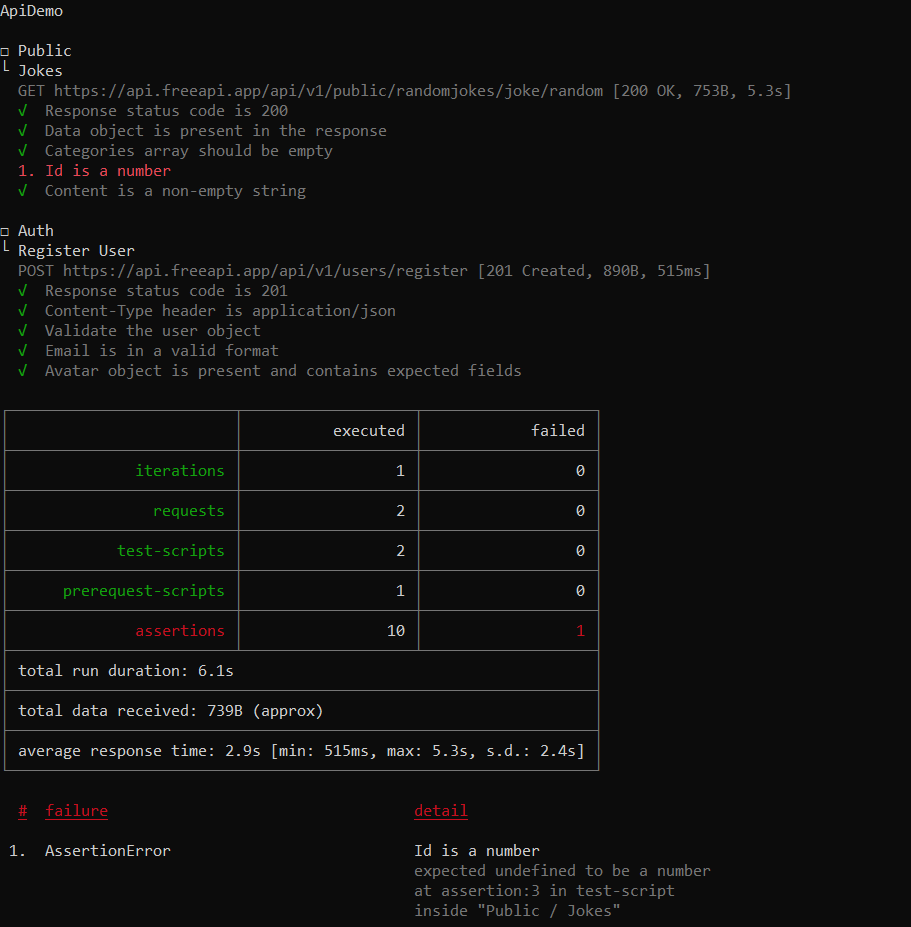 ApiDemo
□ Public
└ Jokes
GET https://api.freeapi.app/api/v1/public/randomjokes/joke/random [200 OK, 753B, 5.3s]
√ Response status code is 200
√ Data object is present in the response
√ Categories array should be empty
1. Id is a number
√ Content is a non-empty string
□ Auth
└ Register User
POST https://api.freeapi.app/api/v1/users/register [201 Created, 890B, 515ms]
√ Response status code is 201
√ Content-Type header is application/json
√ Validate the user object
√ Email is in a valid format
√ Avatar object is present and contains expected fields
executed failed
iterations 1 0
requests 2 0
test-scripts 2 0
prerequest-scripts 1 0
assertions 10 1
total run duration: 6.1s
total data received: 739B (approx)
average response time: 2.9s [min: 515ms, max: 5.3s, s.d.: 2.4s]
# failure detail
1. AssertionError Id is a number
expected undefined to be a number
at assertion:3 in test-script
inside "Public / Jokes"